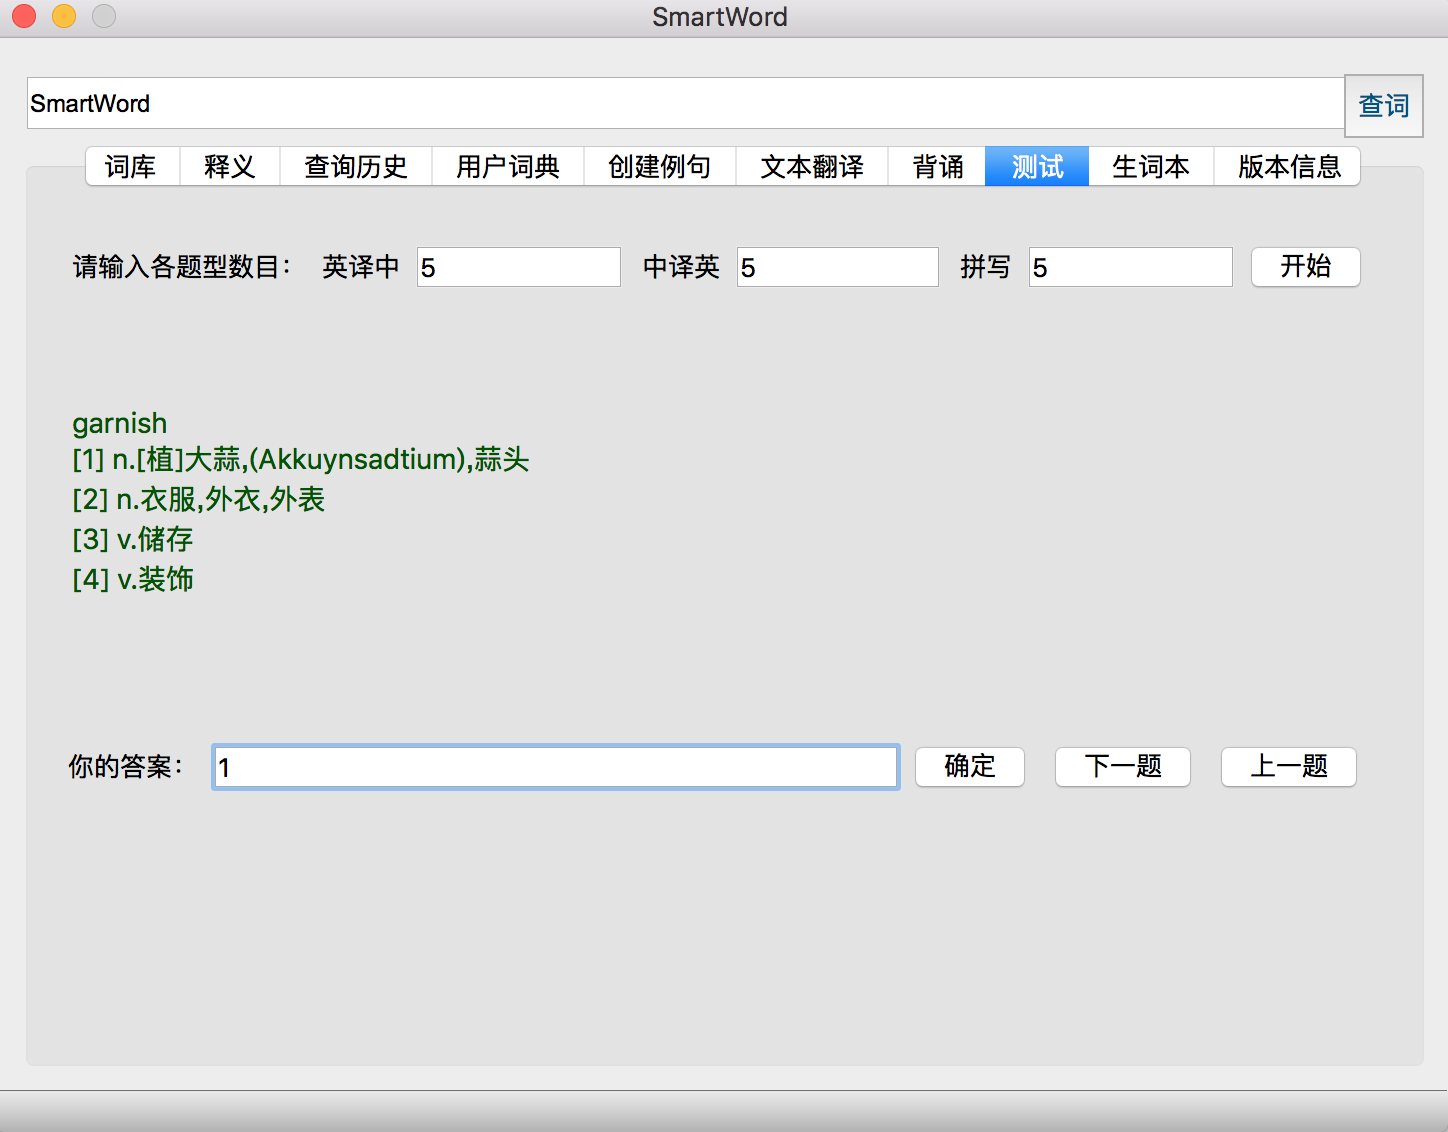 SmartWord
SmartWord 查词
词库 释义 查询历史 用户词典 创建例句 文本翻译 背诵 测试 生词本 版本信息
请输入各题型数目： 英译中 5 中译英 5 拼写 5 开始
garnish
[1] n.[植]大蒜,(Akkuynsadtium),蒜头
[2] n.衣服,外衣,外表
[3] v.储存
[4] v.装饰
你的答案： 1 确定 下一题 上一题